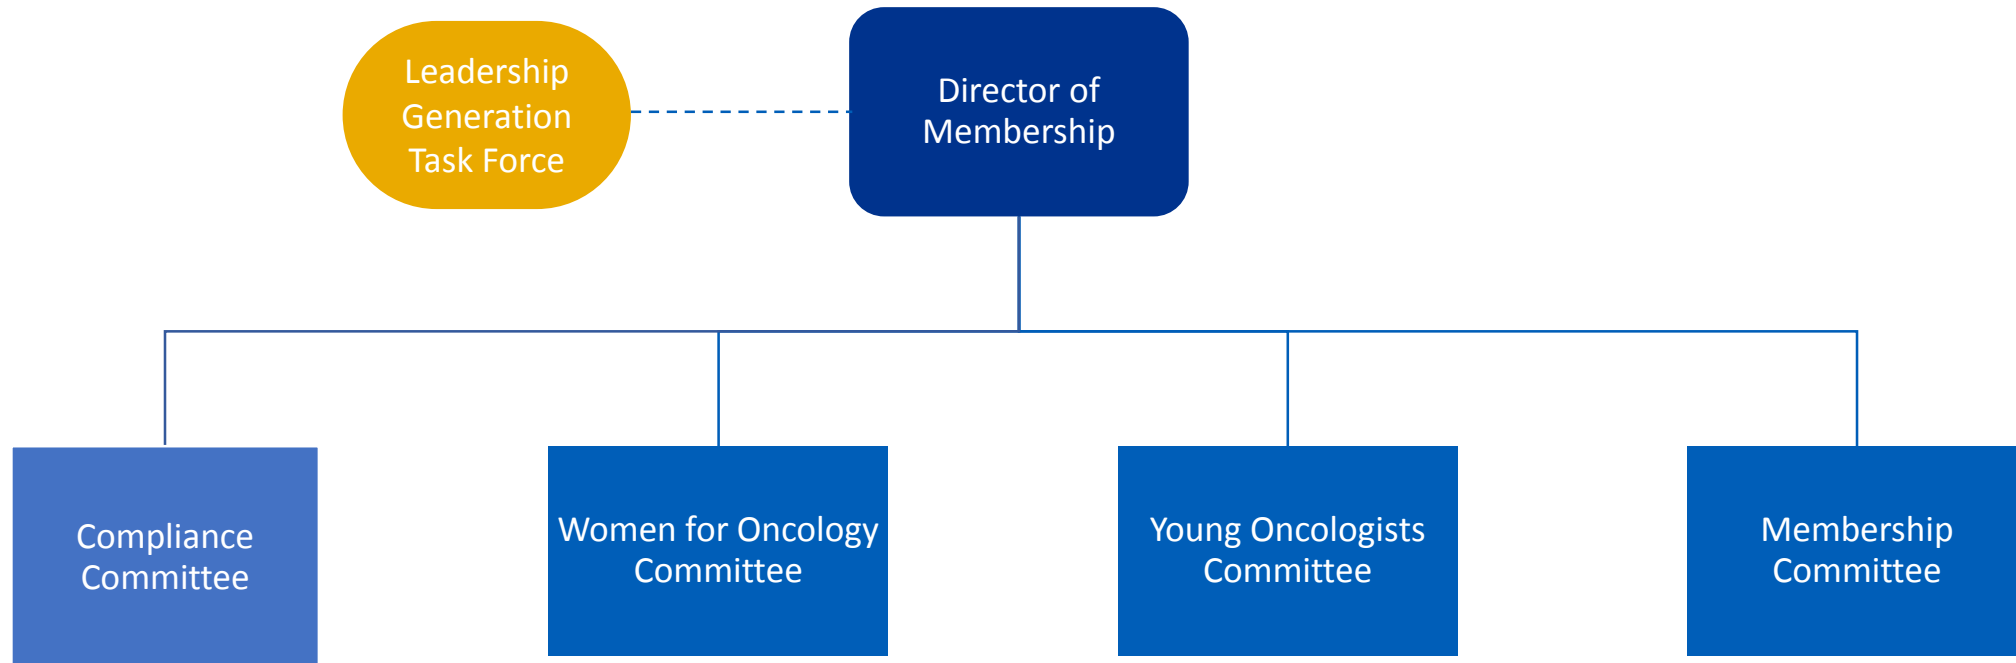 Leadership
Generation
Task Force
Director of
Membership
Compliance
Committee
Women for Oncology
Committee
Young Oncologists
Committee
Membership
Committee